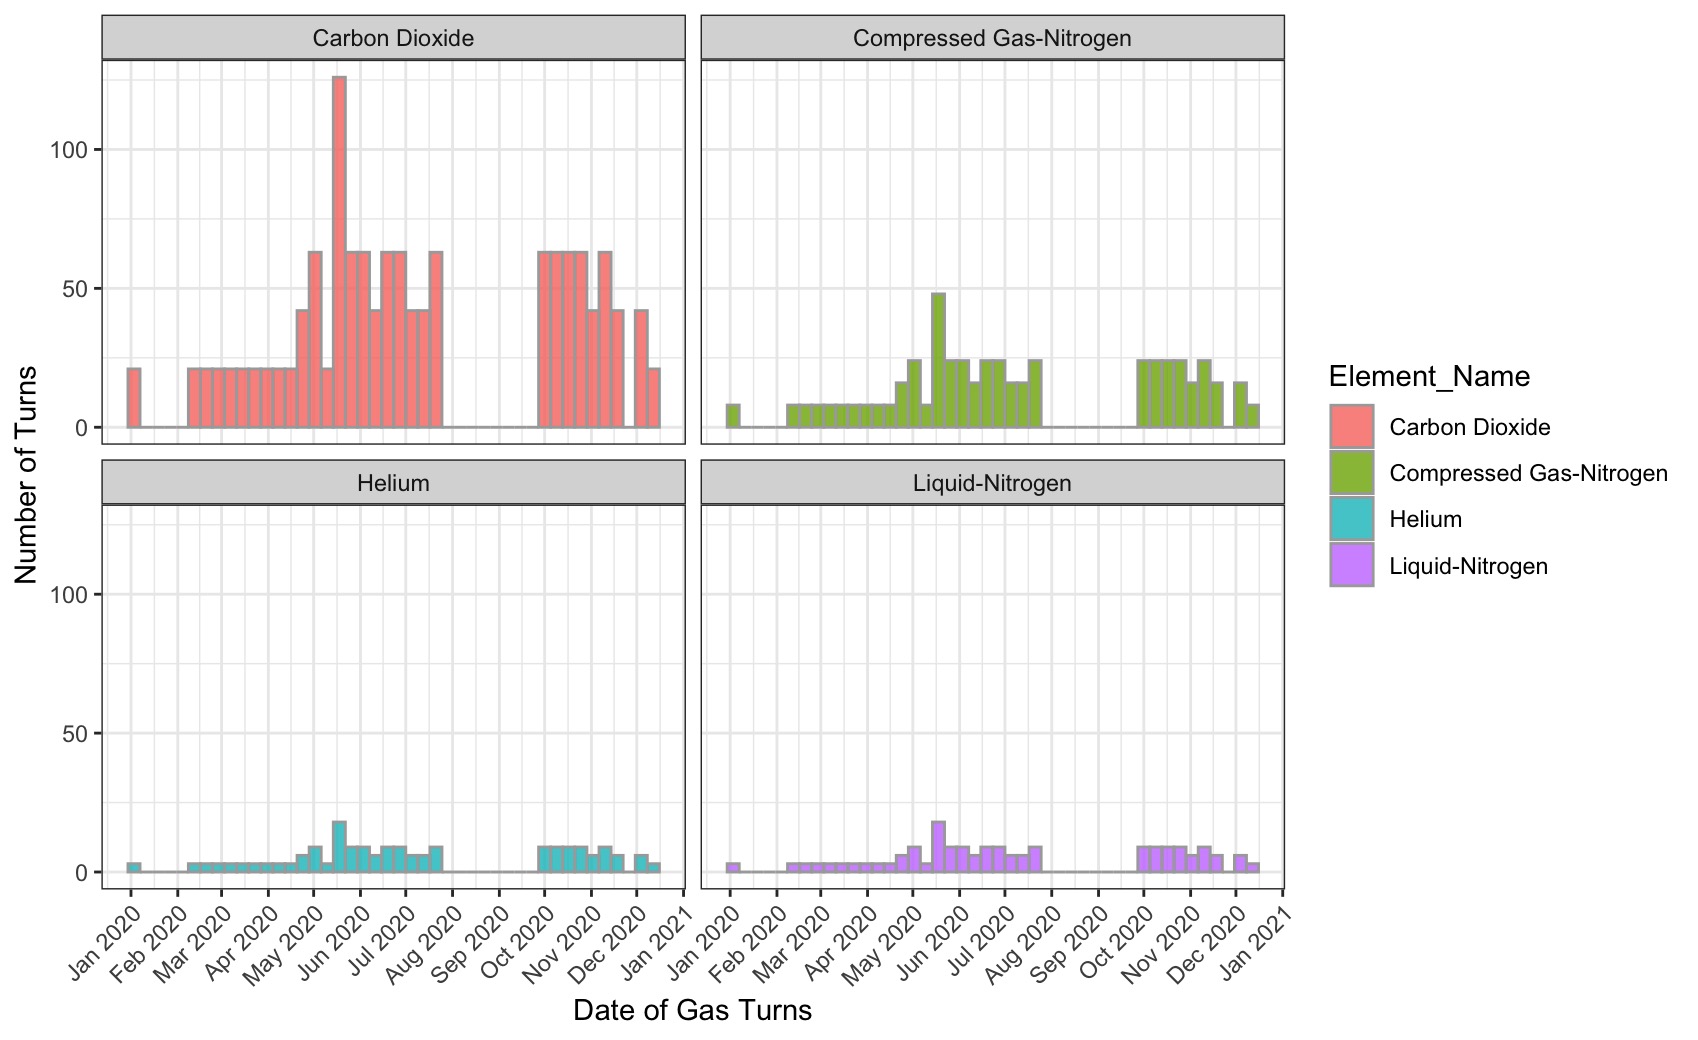 Carbon Dioxide
Compressed Gas-Nitrogen
100
50
0
Helium
Liquid-Nitrogen
100
50
0
Number of Turns
Jan 2020
Feb 2020
Mar 2020
Apr 2020
May 2020
Jun 2020
Jul 2020
Aug 2020
Sep 2020
Oct 2020
Nov 2020
Dec 2020
Jan 2021
Jan 2020
Feb 2020
Mar 2020
Apr 2020
May 2020
Jun 2020
Jul 2020
Aug 2020
Sep 2020
Oct 2020
Nov 2020
Dec 2020
Jan 2021
Date of Gas Turns
Element_Name
Carbon Dioxide
Compressed Gas-Nitrogen
Helium
Liquid-Nitrogen